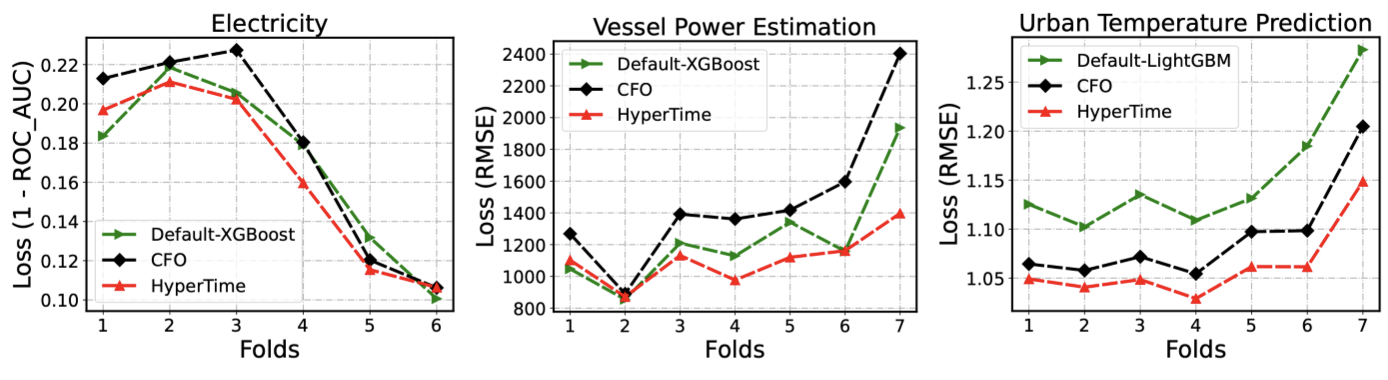 Electricity
Loss (1 - ROC_AUC)
0.22
0.20
0.18
0.16
0.14
0.12
0.10
Default-XGBoost
CFO
HyperTime
1 2 3 4 5 6
Folds
Vessel Power Estimation
Loss (RMSE)
2400
2200
2000
1800
1600
1400
1200
1000
800
Default-XGBoost
CFO
HyperTime
1 2 3 4 5 6 7
Folds
Urban Temperature Prediction
Loss (RMSE)
1.25
1.20
1.15
1.10
1.05
Default-LightGBM
CFO
HyperTime
1 2 3 4 5 6 7
Folds